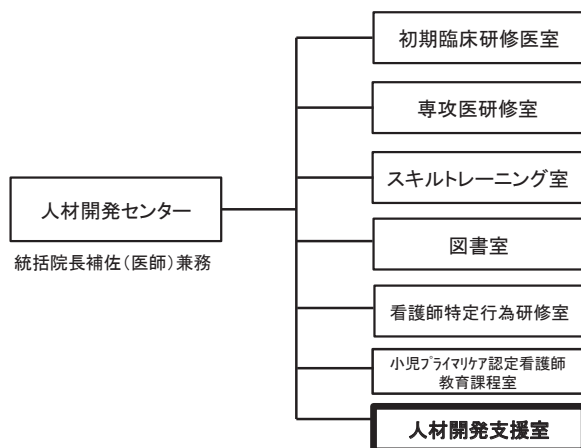 初期臨床研修医室
専攻医研修室
スキルトレーニング室
人材開発センター
統括院長補佐(医師)兼務
図書室
看護師特定行為研修室
小児ﾌﾟﾗｲﾏﾘｹｱ認定看護師
教育課程室
人材開発支援室